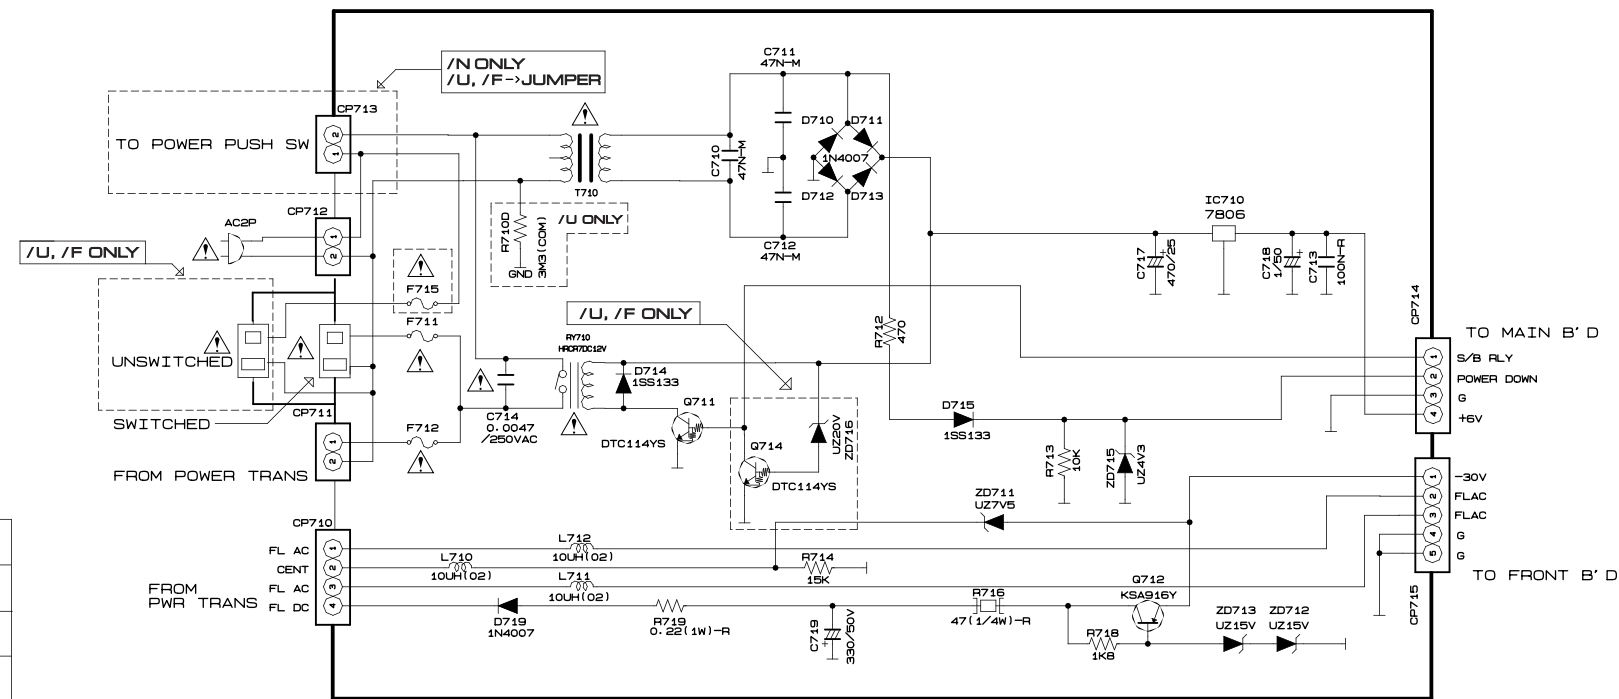 /N ONLY
/U, /F->JUMPER
CP713
TO POWER PUSH SW
2
1
C711
47N-M
D710
D711
1N4007
D712
D713
C710
47N-M
C712
47N-M
T710
R710D
3M3(COM)
/U ONLY
GND
CP712
AC2P
1
2
/U, /F ONLY
F715
F711
UNSWITCHED
SWITCHED
CP711
F712
1
2
FROM POWER TRANS
/U, /F ONLY
RY710
HRCR7DC12V
D714
1SS133
C714
0.0047
/250VAC
Q711
DTC114YS
Q714
DTC114YS
UZ20V
ZD716
R712
470
D715
1SS133
R713
10K
ZD715
UZ4V3
IC710
7806
C717
470/25
C718
1/50
C713
100N-R
CP714
TO MAIN B'D
1
S/B RLY
2
POWER DOWN
3
G
4
+6V
1
-30V
2
FLAC
3
FLAC
4
G
5
G
CP715
TO FRONT B'D
ZD711
UZ7V5
CP710
FL AC
1
CENT
2
FL AC
3
FL DC
4
FROM
PWR TRANS
L712
10UH(02)
L710
10UH(02)
L711
10UH(02)
R714
15K
D719
1N4007
R719
0.22(1W)-R
C719
330/50V
R716
47(1/4W)-R
Q712
KSA916Y
R718
1K8
ZD713
UZ15V
ZD712
UZ15V